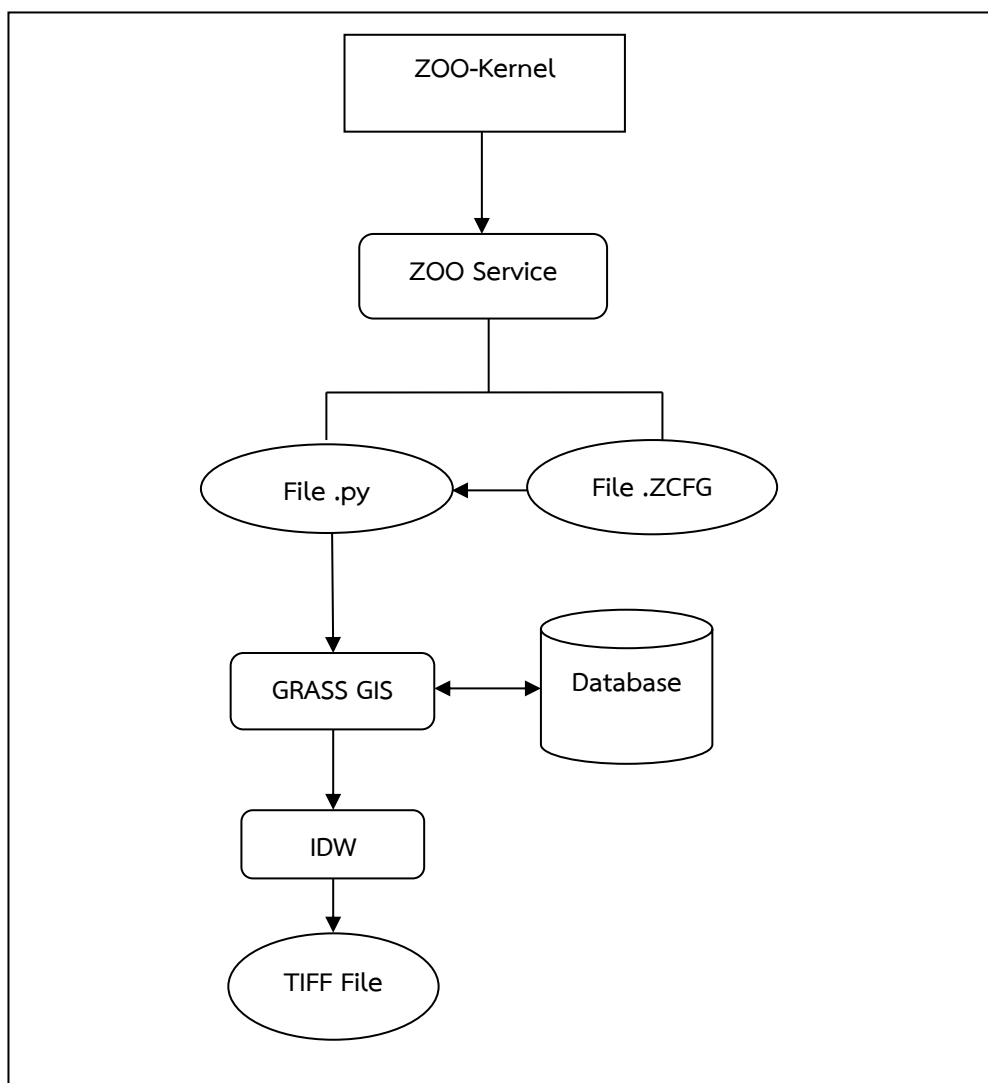 ZOO-Kernel
ZOO Service
File .py
File .ZCFG
GRASS GIS
Database
IDW
TIFF File